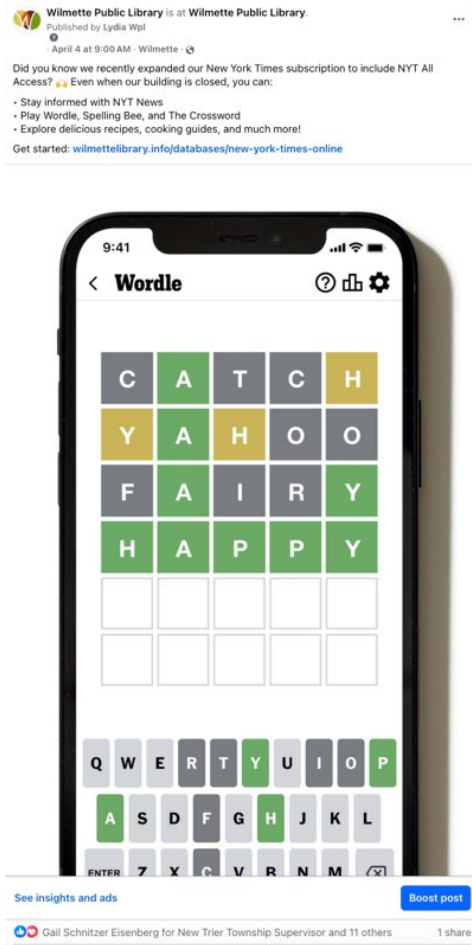 Wilmette Public Library is at Wilmette Public Library.
Published by Lydia Wpl
· April 4 at 9:00 AM · Wilmette ·
Did you know we recently expanded our New York Times subscription to include NYT All
Access? 🙌 Even when our building is closed, you can:
• Stay informed with NYT News
• Play Wordle, Spelling Bee, and The Crossword
• Explore delicious recipes, cooking guides, and much more!
Get started: wilmettelibrary.info/databases/new-york-times-online
9:41
Wordle
C A T C H
Y A H O O
F A I R Y
H A P P Y
Q W E R T Y U I O P
A S D F G H J K L
ENTER Z X C V B N M
See insights and ads
Boost post
Gail Schnitzer Eisenberg for New Trier Township Supervisor and 11 others
1 share